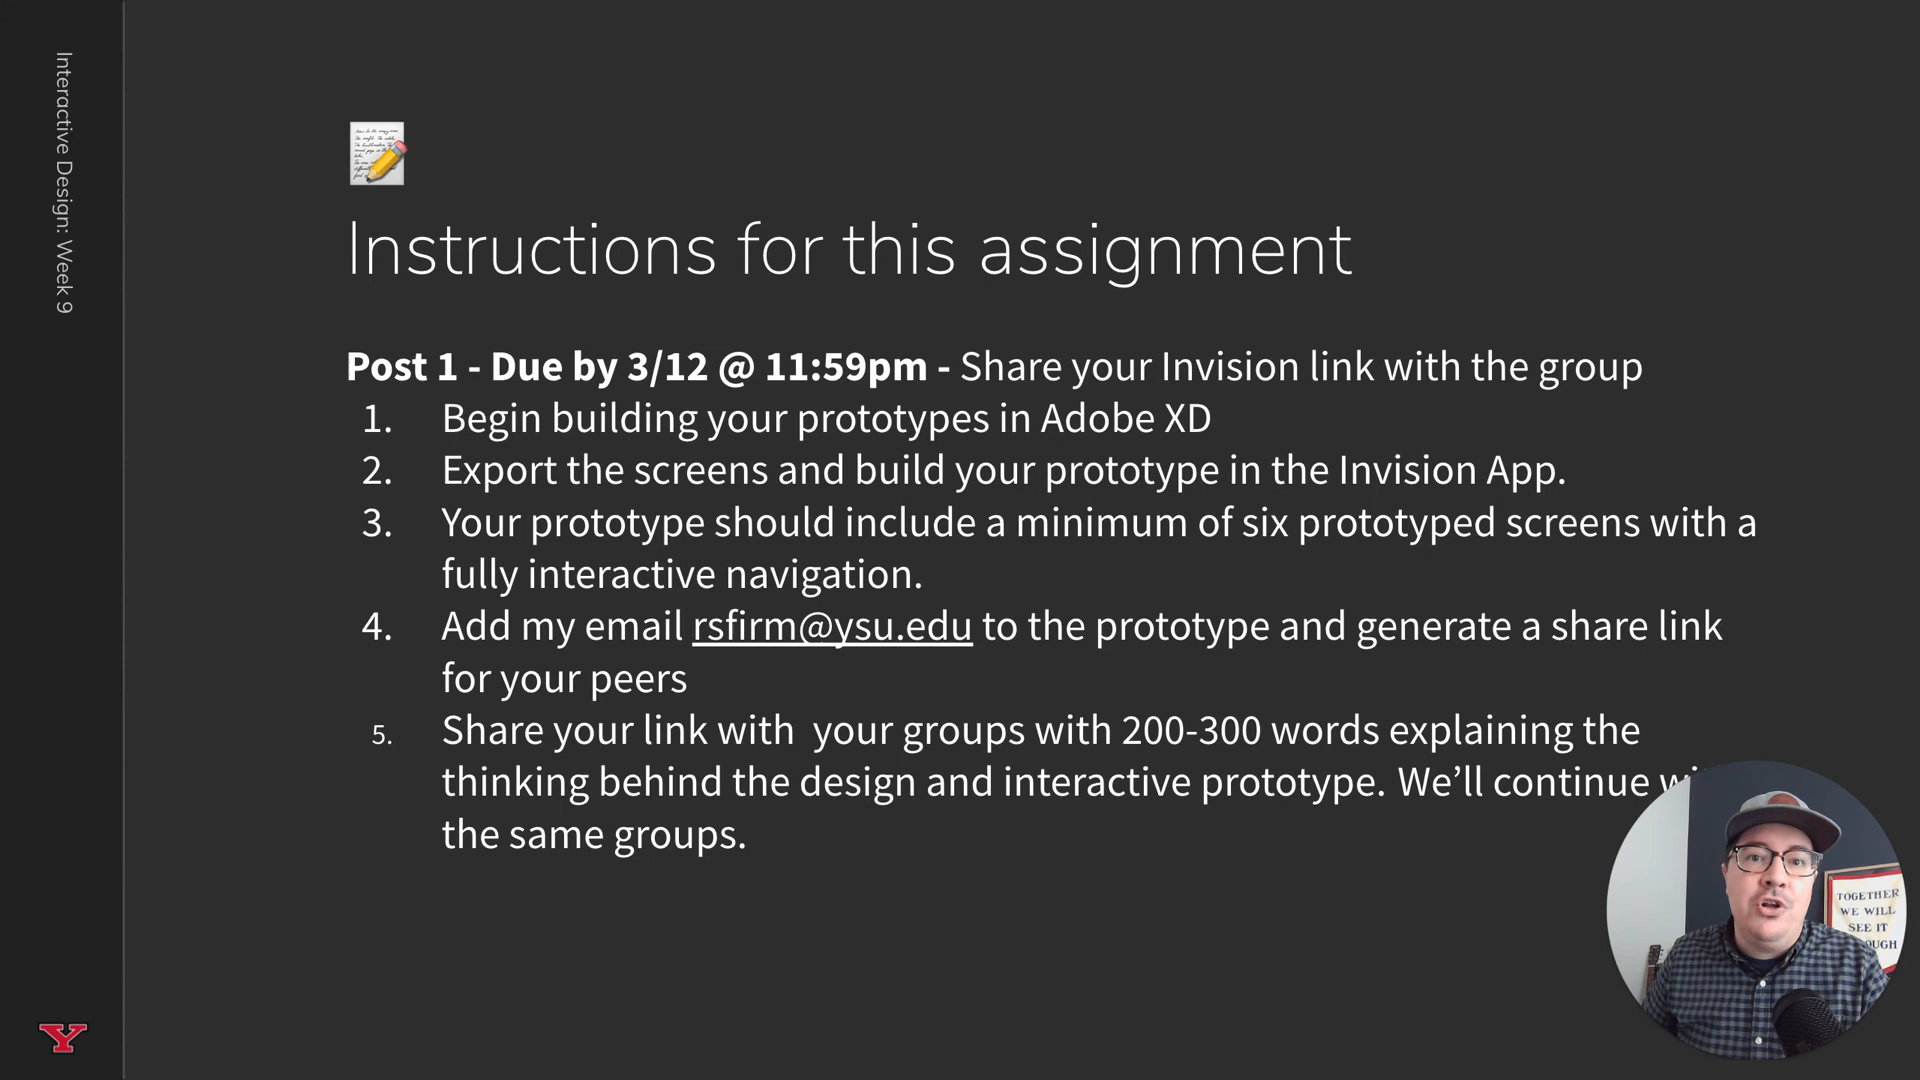 Interactive Design: Week 9
Instructions for this assignment
Post 1 - Due by 3/12 @ 11:59pm - Share your Invision link with the group
1. Begin building your prototypes in Adobe XD
2. Export the screens and build your prototype in the Invision App.
3. Your prototype should include a minimum of six prototyped screens with a
fully interactive navigation.
4. Add my email rsfirm@ysu.edu to the prototype and generate a share link
for your peers
5. Share your link with  your groups with 200-300 words explaining the
thinking behind the design and interactive prototype. We’ll continue
the same groups.
TOGETHER
WE WILL
SEE IT
Y